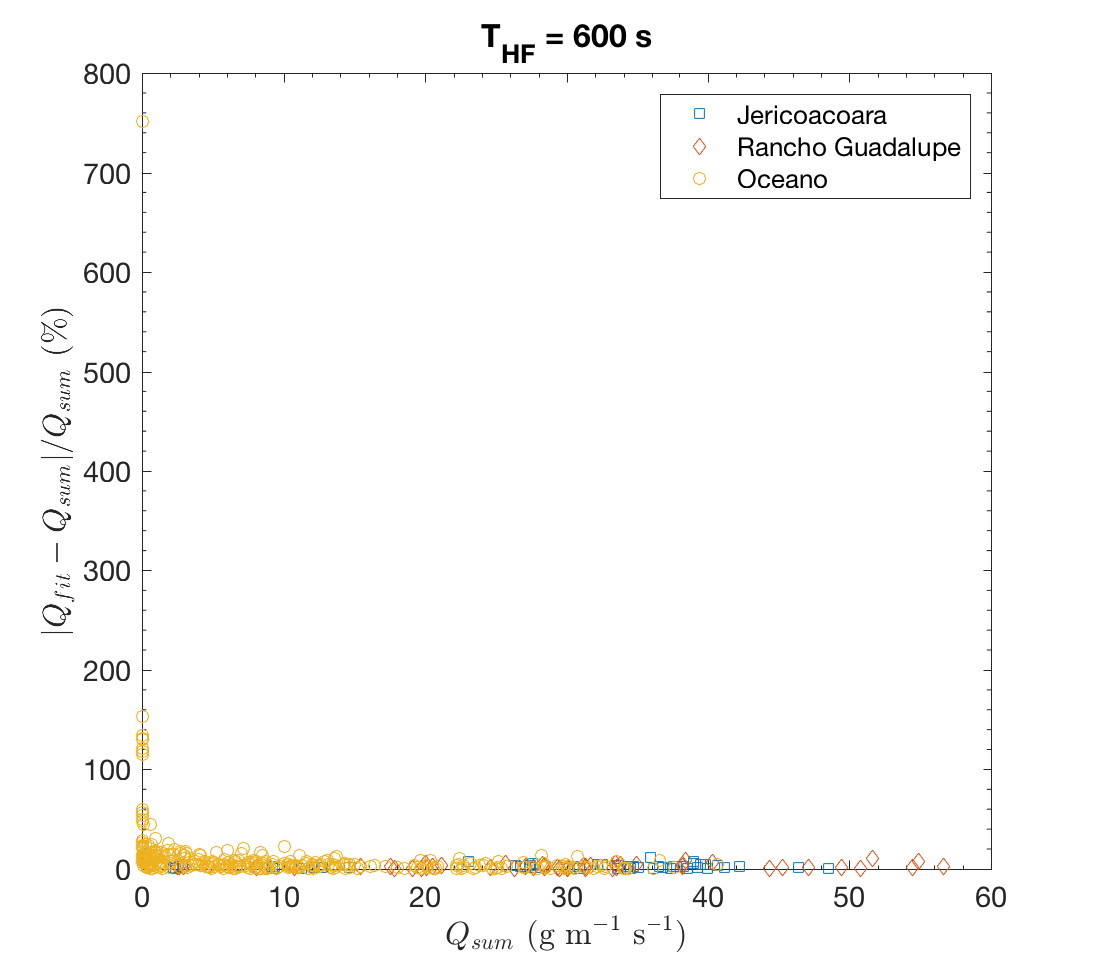 T_HF = 600 s
Jericoacoara
Rancho Guadalupe
Oceano
800
700
600
500
400
300
200
100
0
|Q_fit − Q_sum|/Q_sum (%)
0 10 20 30 40 50 60
Q_sum (g m⁻¹ s⁻¹)